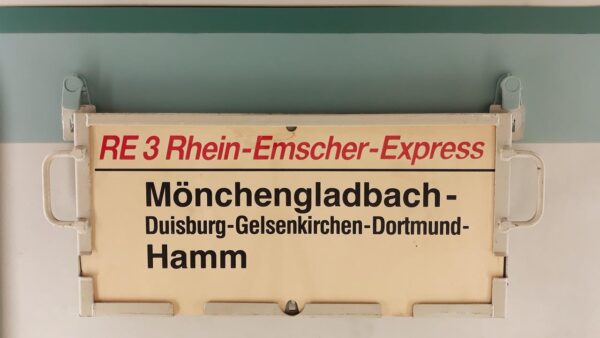 RE 3 Rhein-Emscher-Express
Mönchengladbach-
Duisburg-Gelsenkirchen-Dortmund-
Hamm